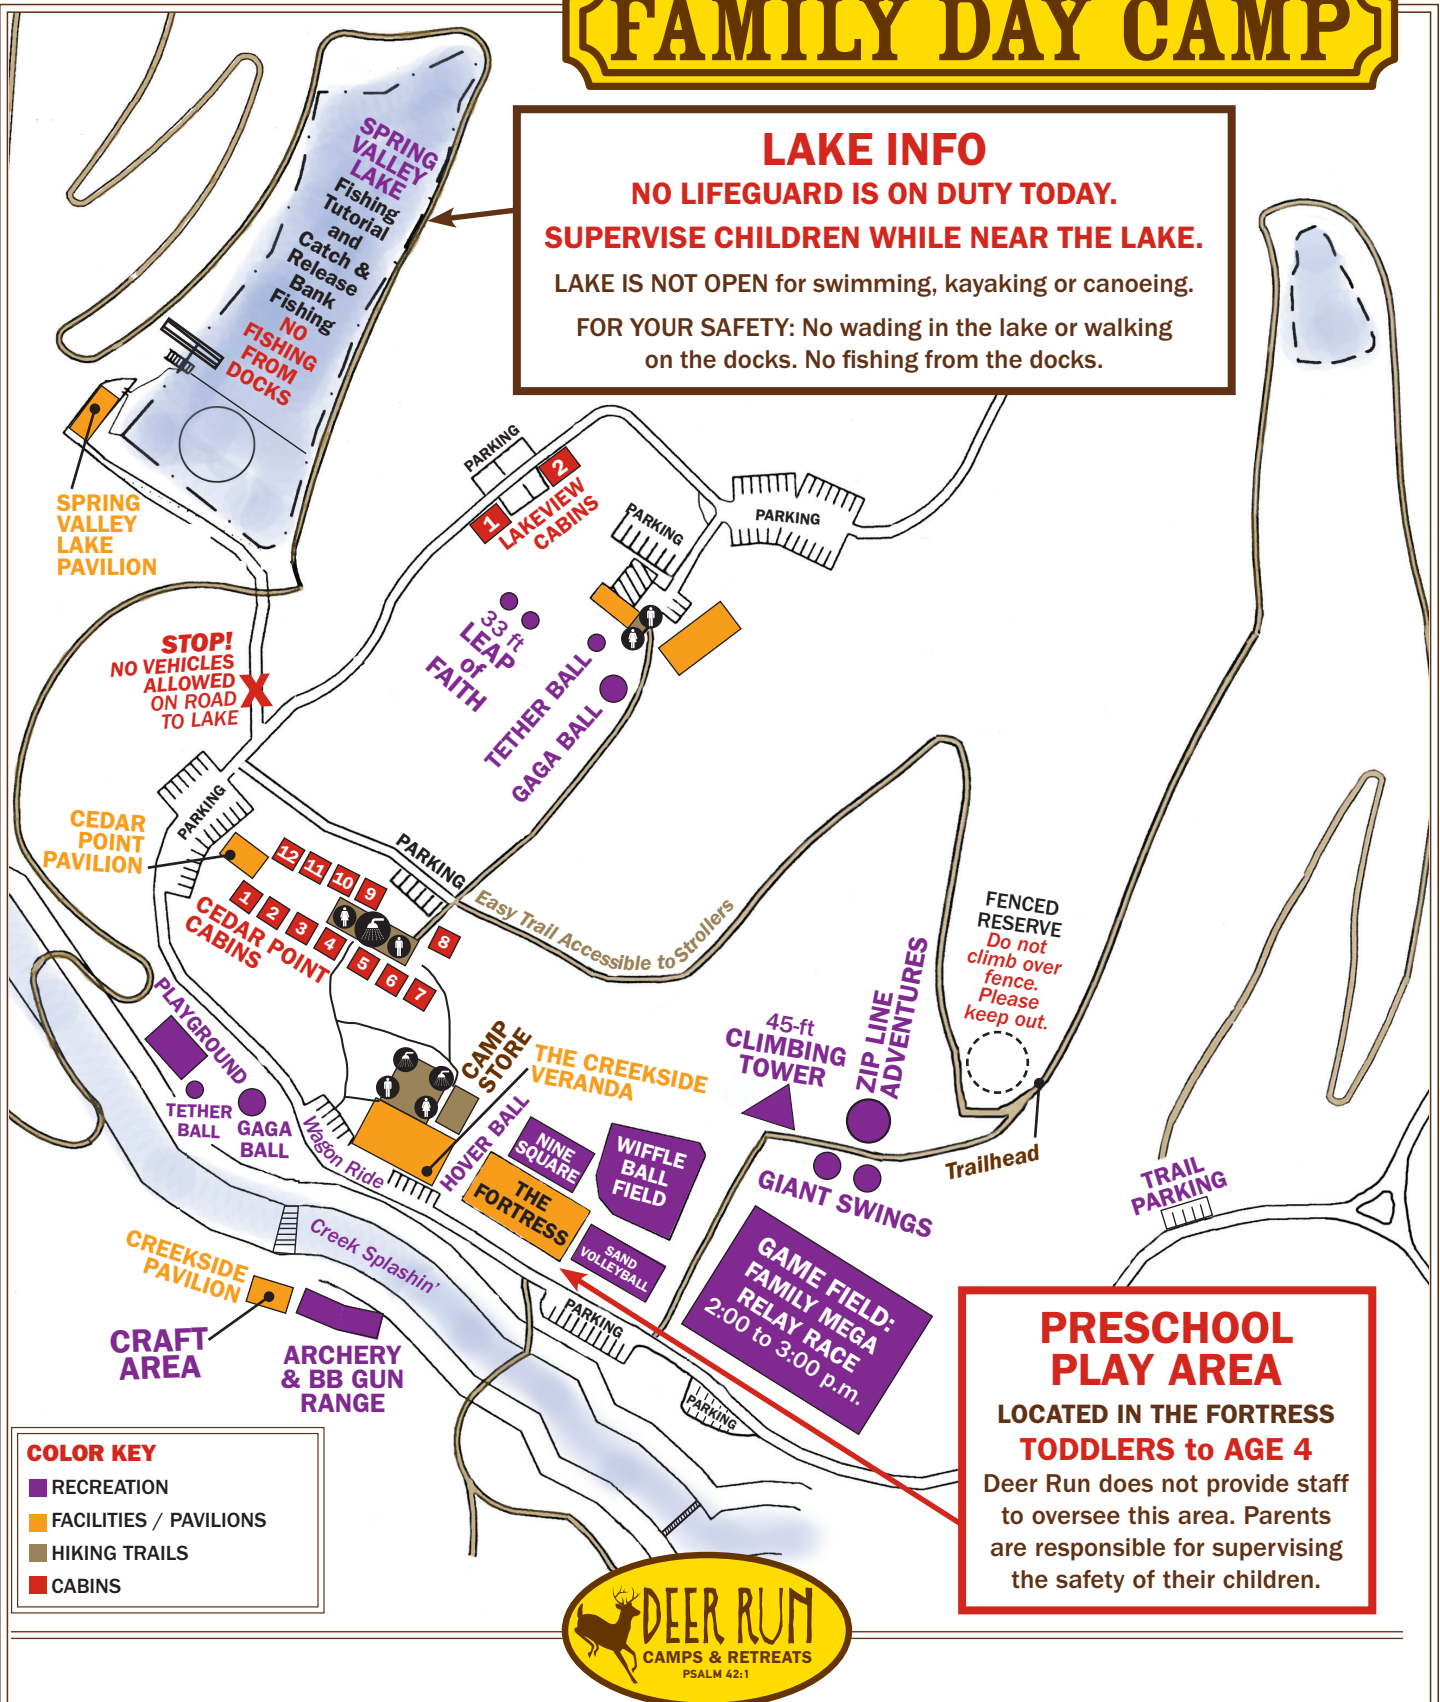 FAMILY DAY CAMP
LAKE INFO
NO LIFEGUARD IS ON DUTY TODAY.
SUPERVISE CHILDREN WHILE NEAR THE LAKE.
LAKE IS NOT OPEN for swimming, kayaking or canoeing.
FOR YOUR SAFETY: No wading in the lake or walking
on the docks. No fishing from the docks.
SPRING
VALLEY
LAKE
Fishing
Tutorial
and
Catch &
Release
Bank
Fishing
NO
FISHING
FROM
DOCKS
SPRING
VALLEY
LAKE
PAVILION
PARKING
2
1
LAKEVIEW
CABINS
PARKING
PARKING
33 ft
LEAP
of
FAITH
TETHER BALL
GAGA BALL
STOP!
NO VEHICLES
ALLOWED
ON ROAD
TO LAKE
X
PARKING
CEDAR
POINT
PAVILION
12
11
10
9
PARKING
1
2
3
4
5
6
7
8
CEDAR POINT
CABINS
Easy Trail Accessible to Strollers
FENCED
RESERVE
Do not
climb over
fence.
Please
keep out.
PLAYGROUND
TETHER
BALL
GAGA
BALL
CAMP
STORE
THE CREEKSIDE
VERANDA
Wagon Ride
HOVER BALL
NINE
SQUARE
WIFFLE
BALL
FIELD
THE
FORTRESS
SAND
VOLLEYBALL
45-ft
CLIMBING
TOWER
ZIP LINE
ADVENTURES
GIANT SWINGS
Trailhead
TRAIL
PARKING
GAME FIELD:
FAMILY MEGA
RELAY RACE
2:00 to 3:00 p.m.
Creek Splashin'
CREEKSIDE
PAVILION
CRAFT
AREA
ARCHERY
& BB GUN
RANGE
PARKING
PARKING
PRESCHOOL
PLAY AREA
LOCATED IN THE FORTRESS
TODDLERS to AGE 4
Deer Run does not provide staff
to oversee this area. Parents
are responsible for supervising
the safety of their children.
COLOR KEY
RECREATION
FACILITIES / PAVILIONS
HIKING TRAILS
CABINS
DEER RUN
CAMPS & RETREATS
PSALM 42:1